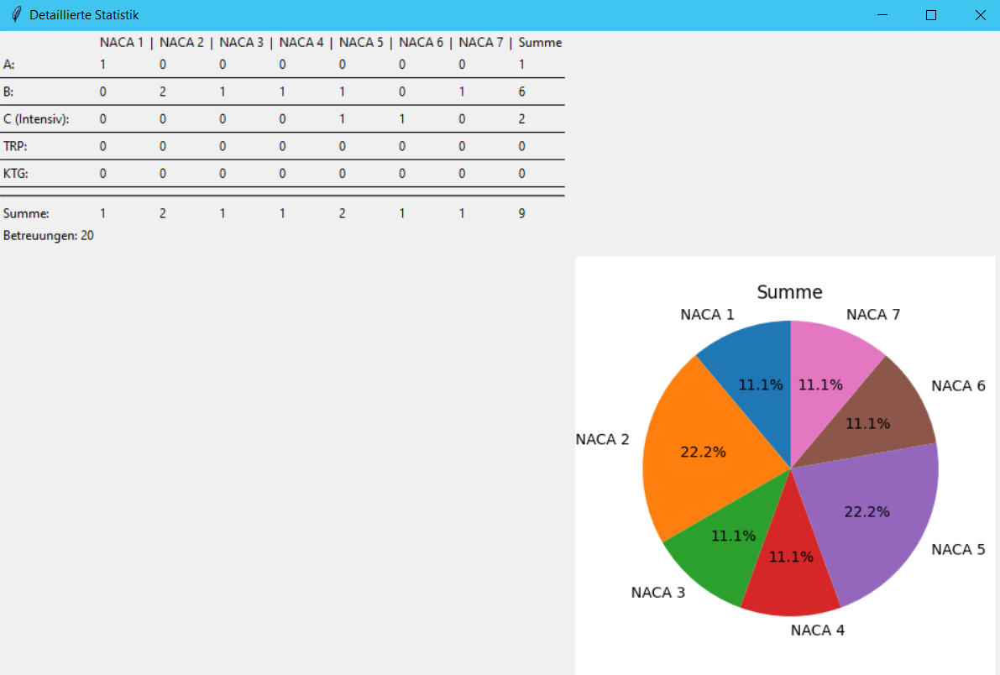 Detaillierte Statistik
NACA 1 | NACA 2 | NACA 3 | NACA 4 | NACA 5 | NACA 6 | NACA 7 | Summe
A: 1 0 0 0 0 0 0 1
B: 0 2 1 1 1 0 1 6
C (Intensiv): 0 0 0 0 1 1 0 2
TRP: 0 0 0 0 0 0 0 0
KTG: 0 0 0 0 0 0 0 0
Summe: 1 2 1 1 2 1 1 9
Betreuungen: 20
Summe
NACA 1
NACA 7
11.1%
11.1%
NACA 6
11.1%
NACA 2
22.2%
22.2%
11.1%
NACA 5
11.1%
NACA 3
NACA 4